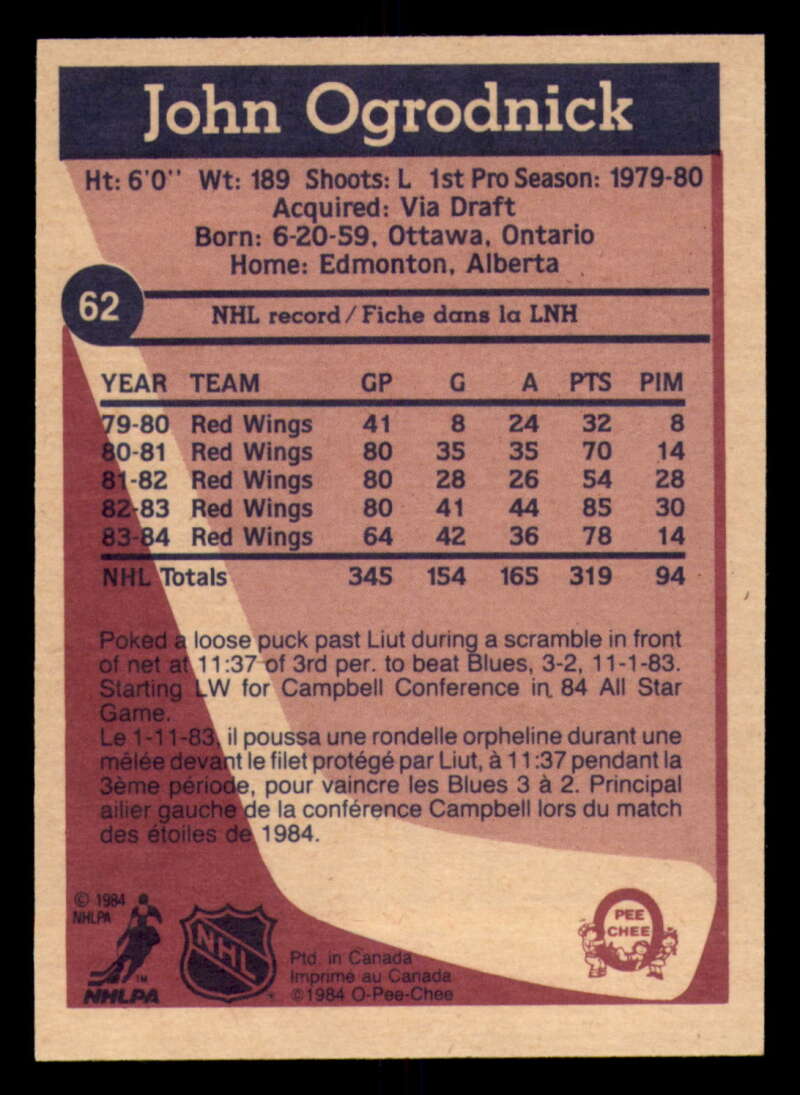 John Ogrodnick
Ht: 6'0'' Wt: 189 Shoots: L 1st Pro Season: 1979-80
Acquired: Via Draft
Born: 6-20-59, Ottawa, Ontario
Home: Edmonton, Alberta
62
NHL record/Fiche dans la LNH
YEAR TEAM GP G A PTS PIM
79-80 Red Wings 41 8 24 32 8
80-81 Red Wings 80 35 35 70 14
81-82 Red Wings 80 28 26 54 28
82-83 Red Wings 80 41 44 85 30
83-84 Red Wings 64 42 36 78 14
NHL Totals 345 154 165 319 94
Poked a loose puck past Liut during a scramble in front
of net at 11:37 of 3rd per. to beat Blues, 3-2, 11-1-83.
Starting LW for Campbell Conference in 84 All Star
Game.
Le 1-11-83, il poussa une rondelle orpheline durant une
mêlée devant le filet protégé par Liut, à 11:37 pendant la
3ème période, pour vaincre les Blues 3 à 2. Principal
ailier gauche de la conférence Campbell lors du match
des étoiles de 1984.
© 1984
NHLPA
TM
NHLPA
NHL
Ptd. in Canada
Imprimé au Canada
©1984 O-Pee-Chee
PEE
CHEE